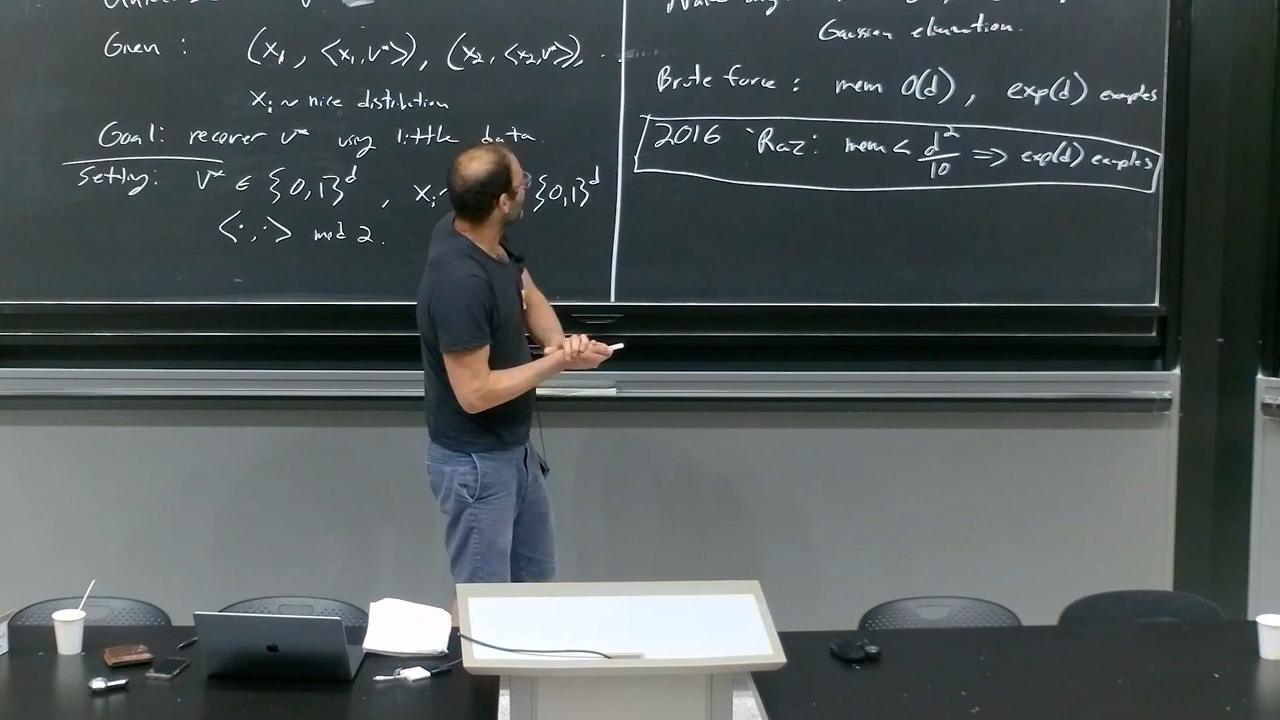 Given : (x₁, <x₁,v*>), (x₂, <x₂,v*>), ...
xᵢ ~ nice distribution
Goal: recover v* using little data.
Setting: v* ∈ {0,1}ᵈ , xᵢ~ {0,1}ᵈ
<·,·> mod 2.
Gaussian elimination.
Brute force : mem O(d), exp(d) examples
2016 Raz: mem < d²/10 => exp(d) examples